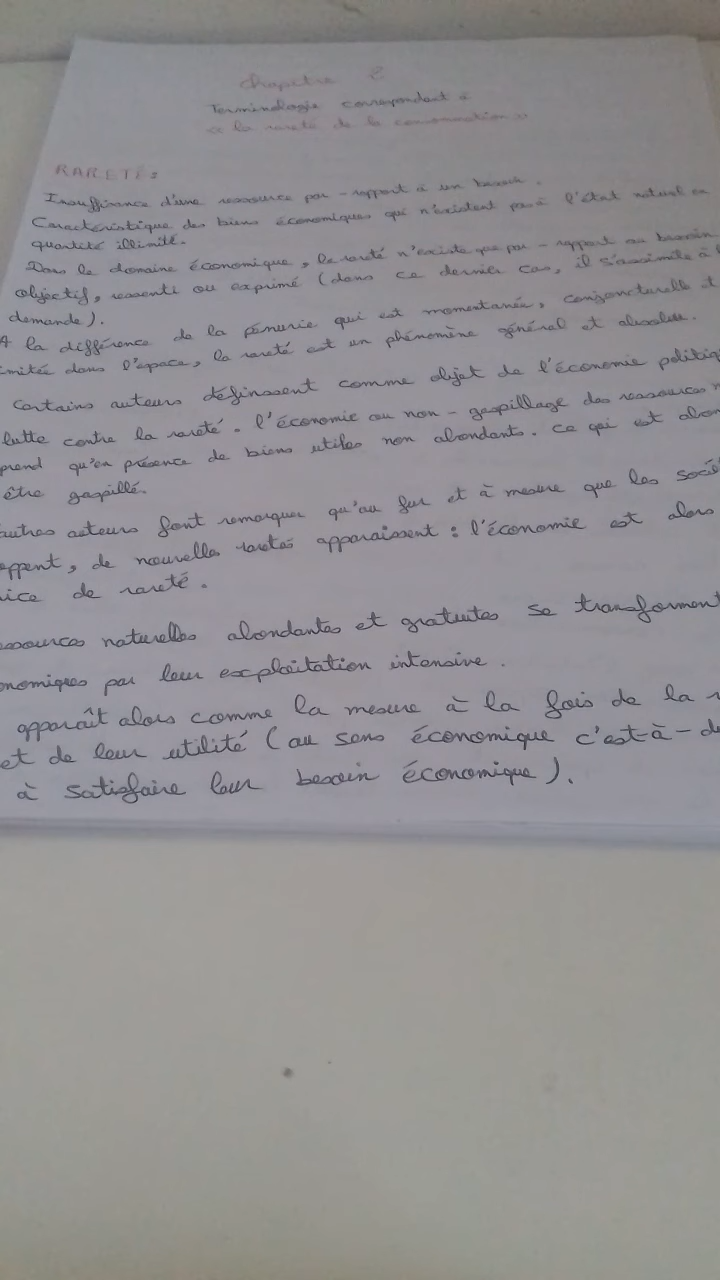 Chapitre 2
Terminologie correspondant à
« la rareté de la consommation »
RARETÉ :
Insuffisance d'une ressource par-rapport à un besoin.
Caractéristique des biens économiques qui n'existent pas à l'état naturel en
quantité illimité.
Dans le domaine économique, la rareté n'existe que par-rapport au besoin
objectif, ressenti ou exprimé (dans ce dernier cas, il s'assimile à l
demande).
A la différence de la pénurie qui est momentanée, conjoncturelle et
imitée dans l'espace, la rareté est un phénomène général et absolue.
Certains auteurs définissent comme objet de l'économie politiq
lutte contre la rareté. l'économie ou non-gaspillage des ressources n
prend qu'en présence de biens utiles non abondants. ce qui est abon
être gaspillé.
autres auteurs font remarquer qu'au fur et à mesure que les socié
oppent, de nouvelles raretés apparaissent : l'économie est alors
ice de rareté.
essources naturelles abondantes et gratuites se transforment
nomiques par leur exploitation intensive.
apparaît alors comme la mesure à la fois de la r
et de leur utilité (au sens économique c'est-à-d
à satisfaire leur besoin économique).